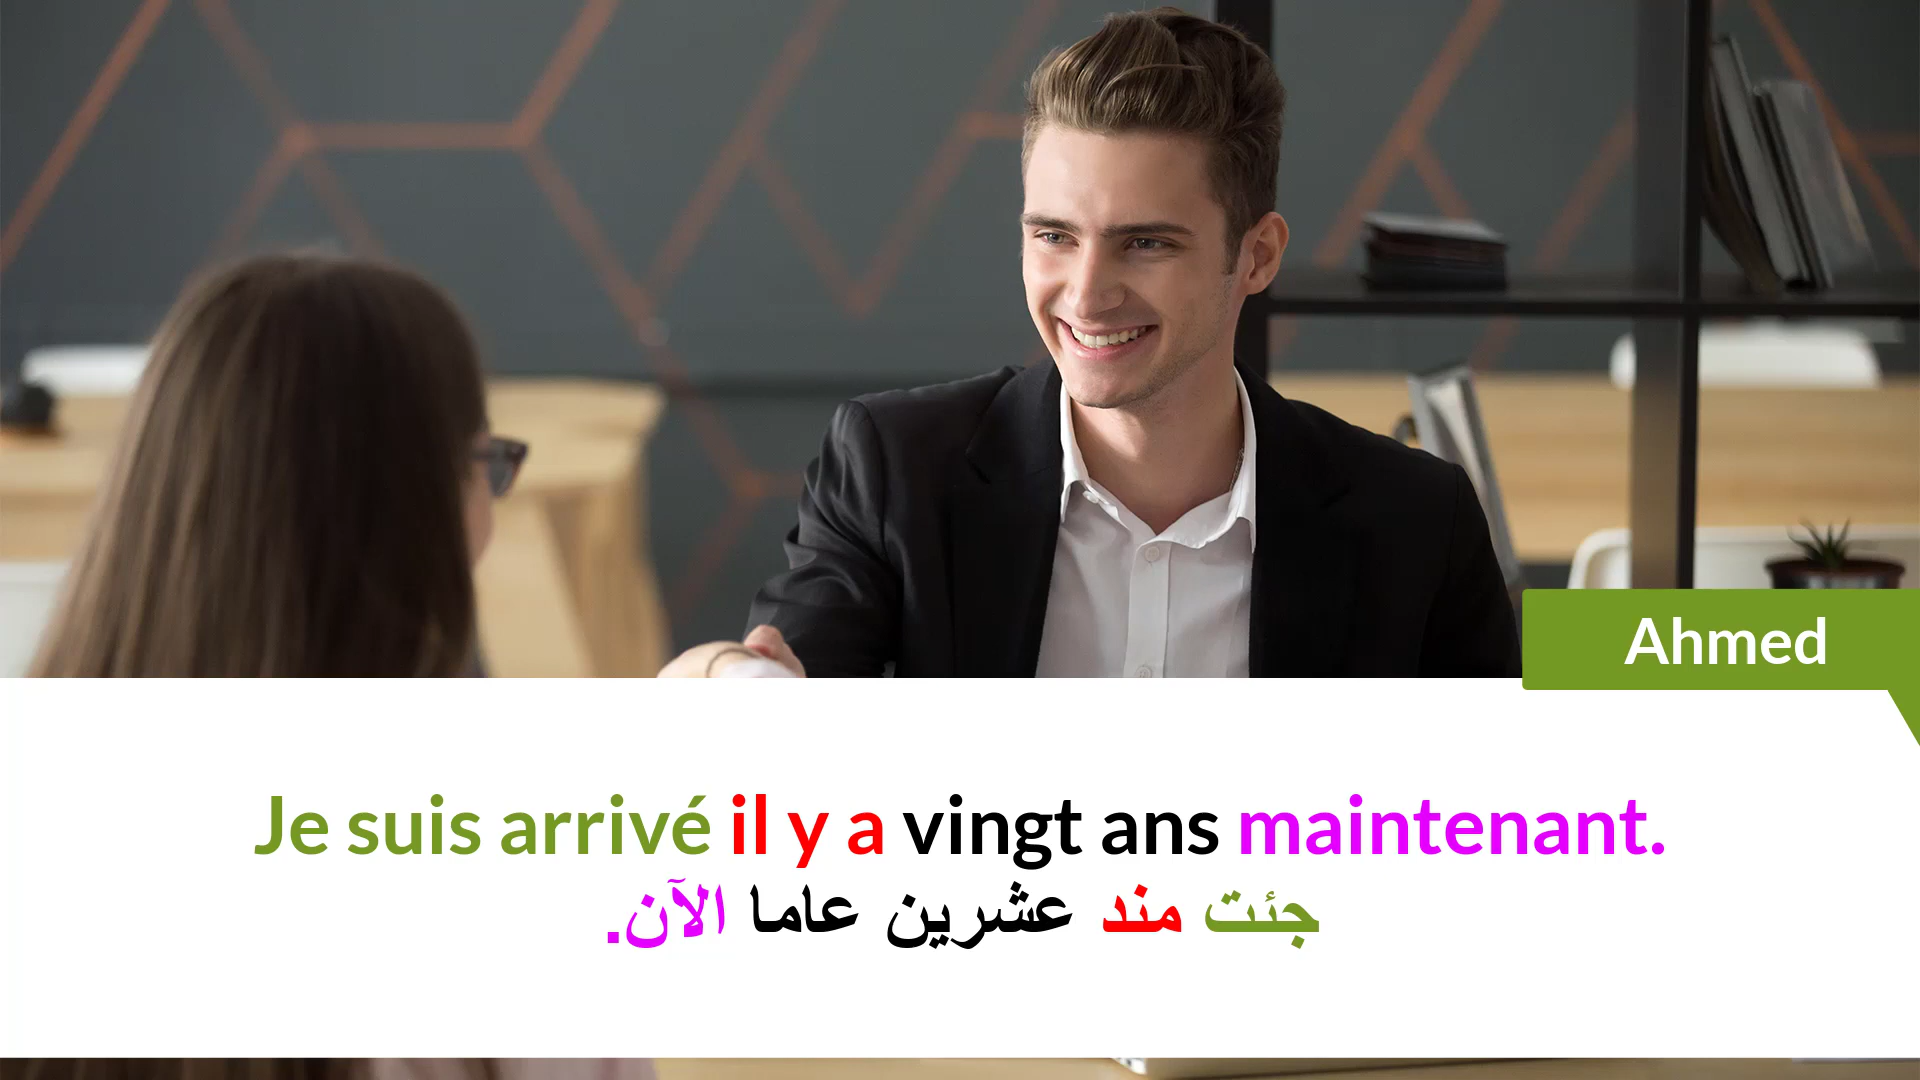 Ahmed
Je suis arrivé il y a vingt ans maintenant.
جئت مند عشرين عاما الآن.